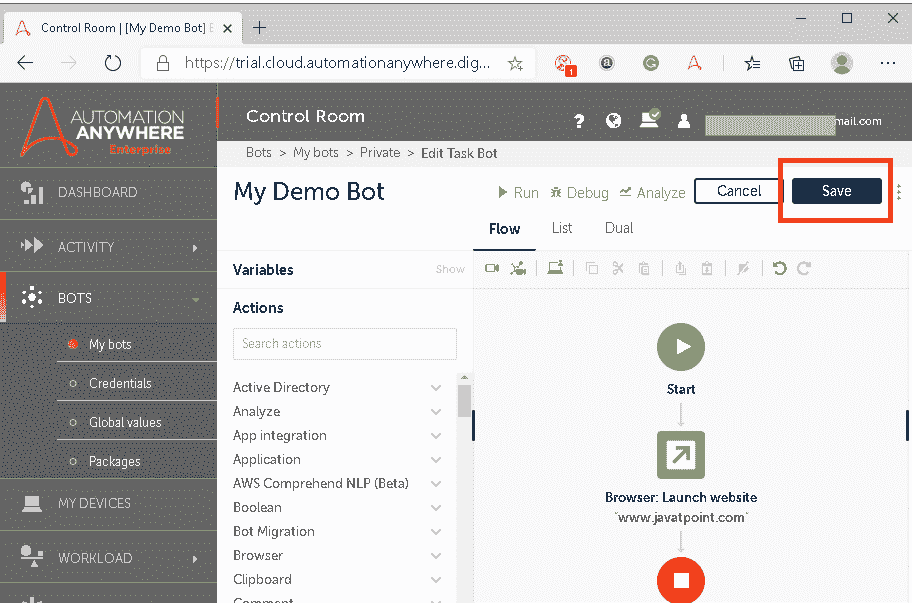 Control Room | [My Demo Bot]
https://trial.cloud.automationanywhere.dig...
1
AUTOMATION
ANYWHERE
Enterprise
Control Room
mail.com
Bots > My bots > Private > Edit Task Bot
My Demo Bot
Run Debug Analyze Cancel Save
Flow List Dual
DASHBOARD
ACTIVITY
BOTS
My bots
Credentials
Global values
Packages
MY DEVICES
WORKLOAD
Variables Show
Actions
Search actions
Active Directory
Analyze
App integration
Application
AWS Comprehend NLP (Beta)
Boolean
Bot Migration
Browser
Clipboard
Comment
Start
Browser: Launch website
"www.javatpoint.com"